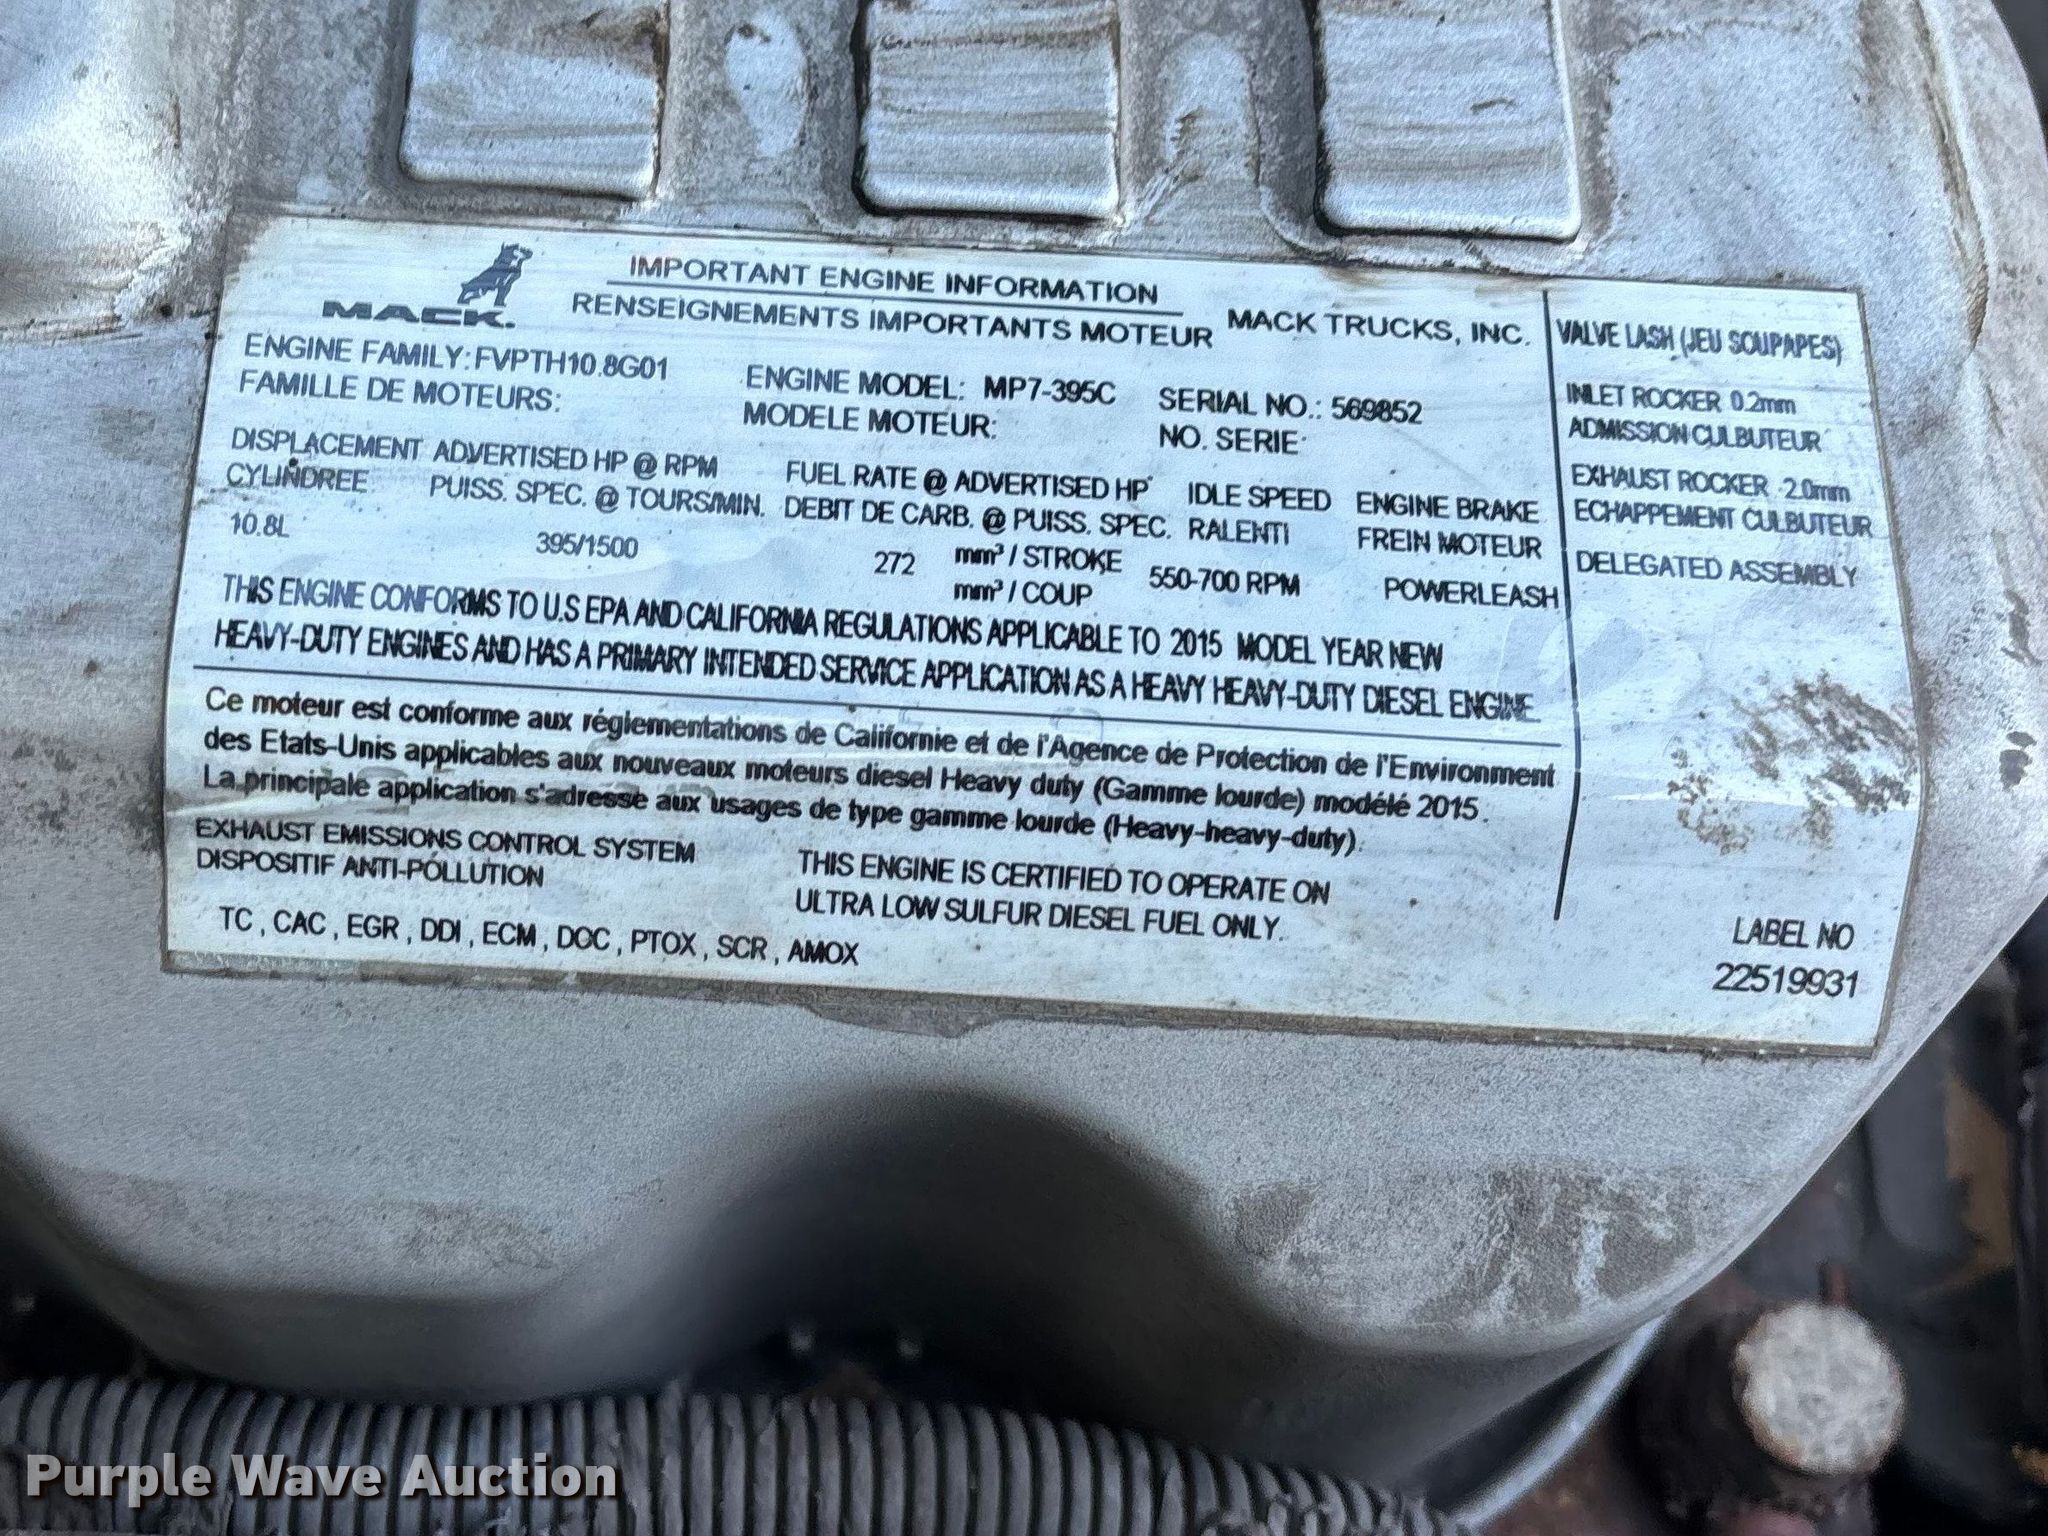 MACK.
IMPORTANT ENGINE INFORMATION
RENSEIGNEMENTS IMPORTANTS MOTEUR
MACK TRUCKS, INC.
ENGINE FAMILY: FVPTH10.8G01
FAMILLE DE MOTEURS:
ENGINE MODEL: MP7-395C
MODELE MOTEUR:
SERIAL NO.: 569852
NO. SERIE:
DISPLACEMENT
CYLINDREE
10.8L
ADVERTISED HP @ RPM
PUISS. SPEC. @ TOURS/MIN.
395/1500
FUEL RATE @ ADVERTISED HP
DEBIT DE CARB. @ PUISS. SPEC.
272 mm³ / STROKE
mm³ / COUP
IDLE SPEED
RALENTI
550-700 RPM
ENGINE BRAKE
FREIN MOTEUR
POWERLEASH
THIS ENGINE CONFORMS TO U.S EPA AND CALIFORNIA REGULATIONS APPLICABLE TO 2015 MODEL YEAR NEW
HEAVY-DUTY ENGINES AND HAS A PRIMARY INTENDED SERVICE APPLICATION AS A HEAVY HEAVY-DUTY DIESEL ENGINE.
Ce moteur est conforme aux réglementations de Californie et de l'Agence de Protection de l'Environment
des Etats-Unis applicables aux nouveaux moteurs diesel Heavy duty (Gamme lourde) modélé 2015.
La principale application s'adresse aux usages de type gamme lourde (Heavy-heavy-duty).
EXHAUST EMISSIONS CONTROL SYSTEM
DISPOSITIF ANTI-POLLUTION
TC , CAC , EGR , DDI , ECM , DOC , PTOX , SCR , AMOX
THIS ENGINE IS CERTIFIED TO OPERATE ON
ULTRA LOW SULFUR DIESEL FUEL ONLY.
VALVE LASH (JEU SOUPAPES)
INLET ROCKER 0.2mm
ADMISSION CULBUTEUR
EXHAUST ROCKER 2.0mm
ECHAPPEMENT CULBUTEUR
DELEGATED ASSEMBLY
LABEL NO
22519931
Purple Wave Auction